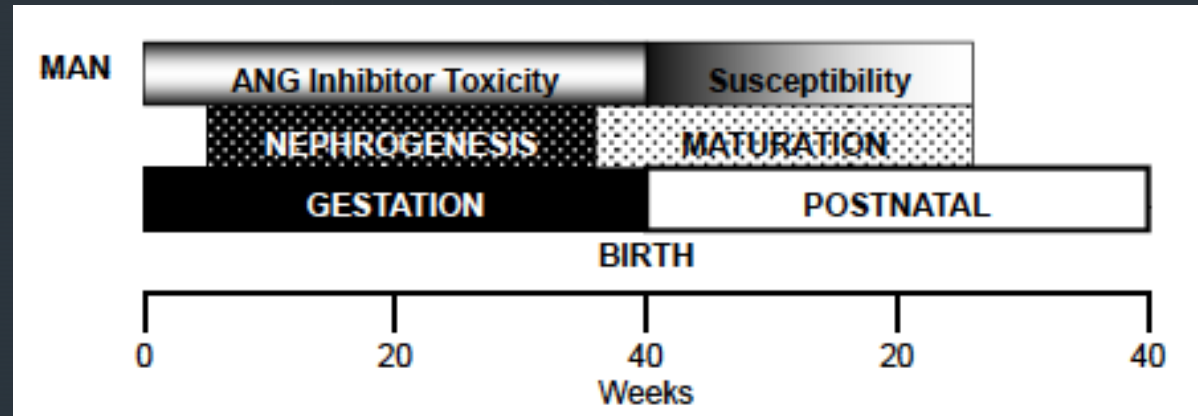 MAN
ANG Inhibitor Toxicity Susceptibility
NEPHROGENESIS MATURATION
GESTATION POSTNATAL
BIRTH
0 20 40 20 40
Weeks